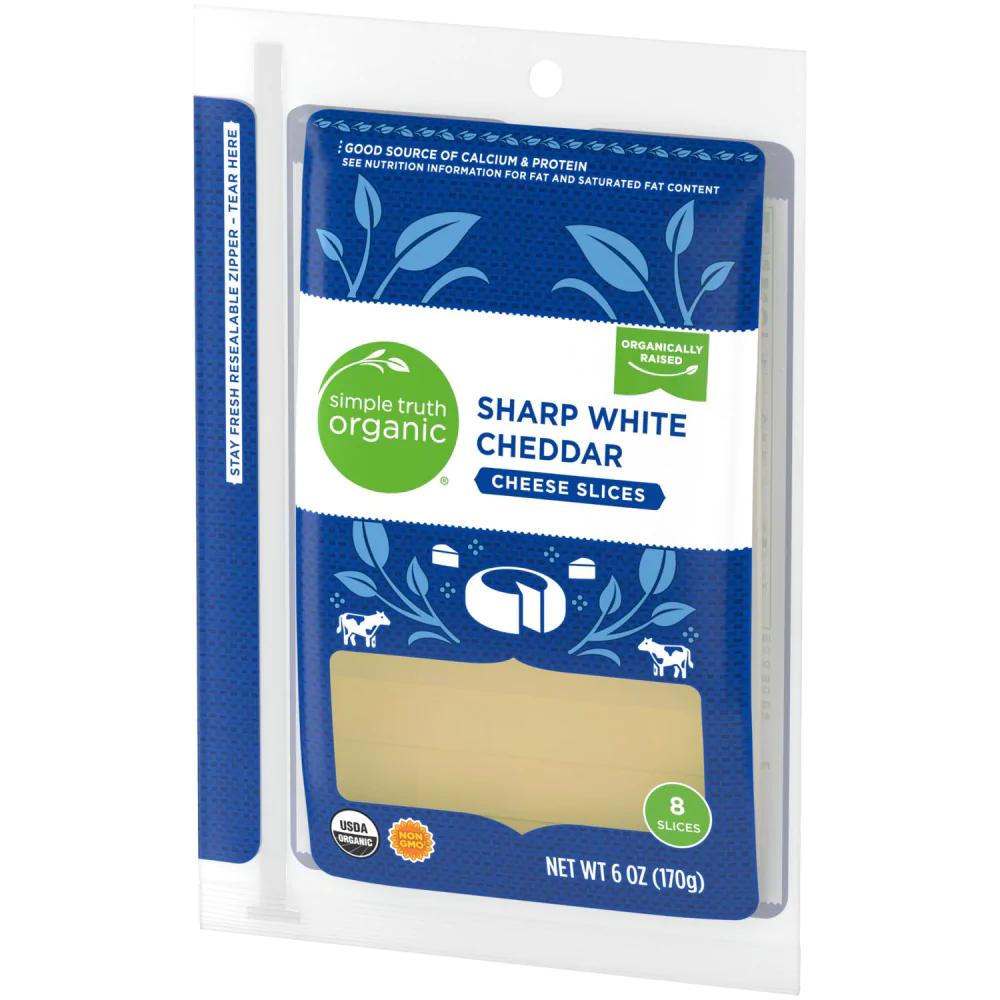 STAY FRESH RESEALABLE ZIPPER – TEAR HERE
GOOD SOURCE OF CALCIUM & PROTEIN
SEE NUTRITION INFORMATION FOR FAT AND SATURATED FAT CONTENT
ORGANICALLY
RAISED
simple truth
organic
®
SHARP WHITE
CHEDDAR
CHEESE SLICES
8
SLICES
USDA
ORGANIC
NON
GMO
NET WT 6 OZ (170g)